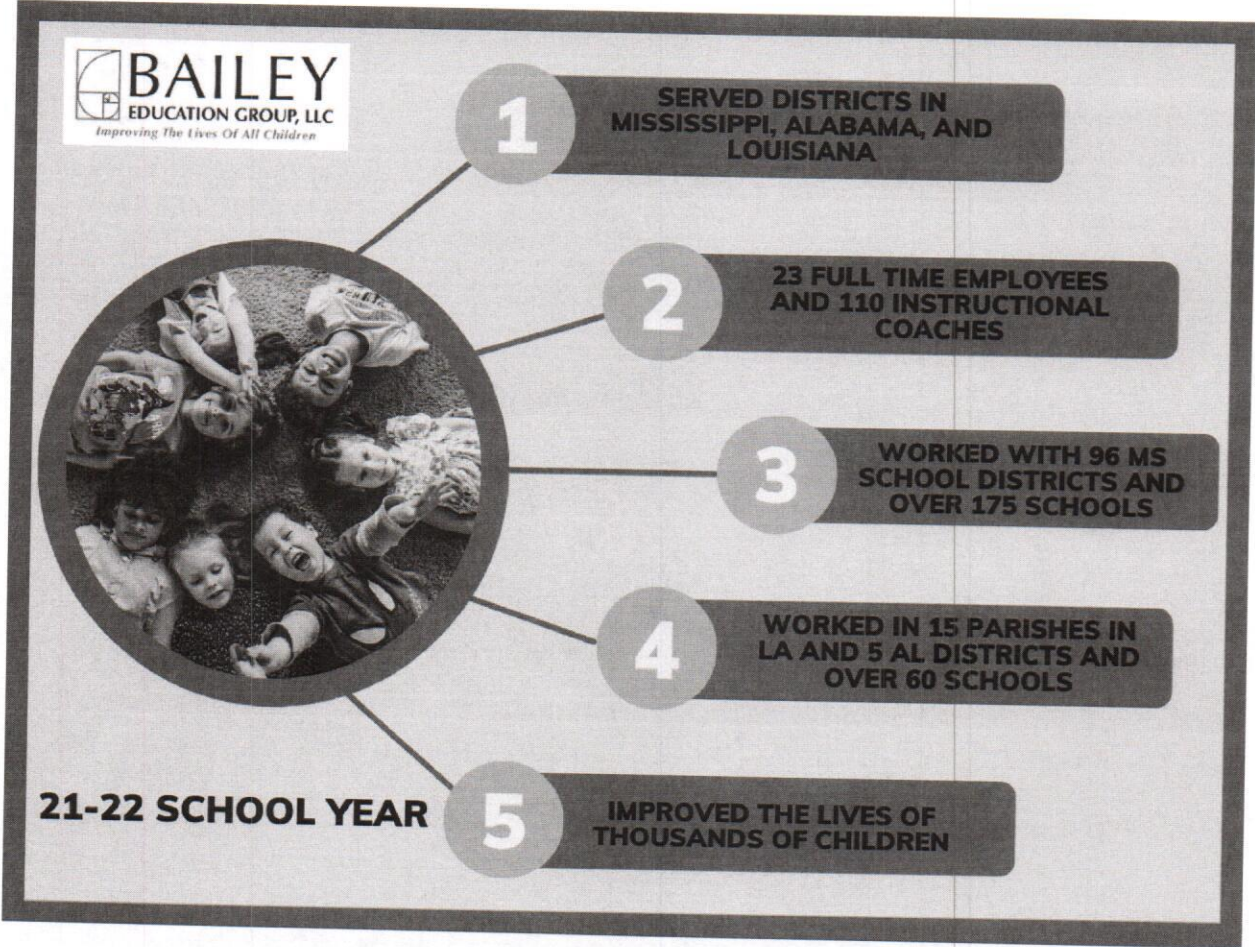 BAILEY
EDUCATION GROUP, LLC
Improving The Lives Of All Children
1
SERVED DISTRICTS IN
MISSISSIPPI, ALABAMA, AND
LOUISIANA
2
23 FULL TIME EMPLOYEES
AND 110 INSTRUCTIONAL
COACHES
3
WORKED WITH 96 MS
SCHOOL DISTRICTS AND
OVER 175 SCHOOLS
4
WORKED IN 15 PARISHES IN
LA AND 5 AL DISTRICTS AND
OVER 60 SCHOOLS
21-22 SCHOOL YEAR
5
IMPROVED THE LIVES OF
THOUSANDS OF CHILDREN